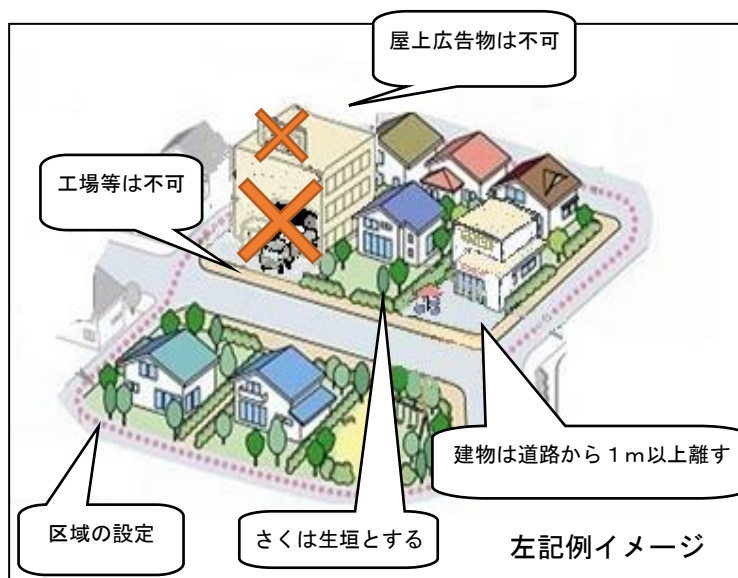 屋上広告物は不可
工場等は不可
建物は道路から１ｍ以上離す
区域の設定
さくは生垣とする
左記例イメージ